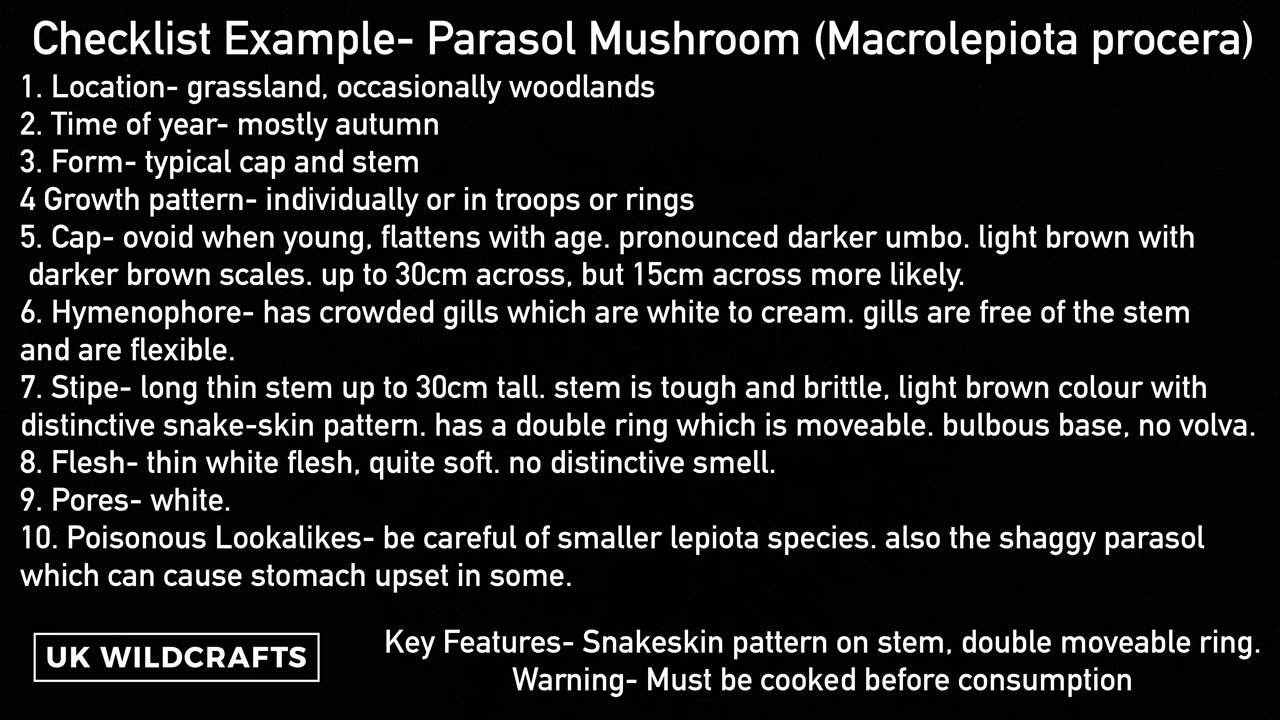 Checklist Example- Parasol Mushroom (Macrolepiota procera)
1. Location- grassland, occasionally woodlands
2. Time of year- mostly autumn
3. Form- typical cap and stem
4 Growth pattern- individually or in troops or rings
5. Cap- ovoid when young, flattens with age. pronounced darker umbo. light brown with
darker brown scales. up to 30cm across, but 15cm across more likely.
6. Hymenophore- has crowded gills which are white to cream. gills are free of the stem
and are flexible.
7. Stipe- long thin stem up to 30cm tall. stem is tough and brittle, light brown colour with
distinctive snake-skin pattern. has a double ring which is moveable. bulbous base, no volva.
8. Flesh- thin white flesh, quite soft. no distinctive smell.
9. Pores- white.
10. Poisonous Lookalikes- be careful of smaller lepiota species. also the shaggy parasol
which can cause stomach upset in some.
UK WILDCRAFTS
Key Features- Snakeskin pattern on stem, double moveable ring.
Warning- Must be cooked before consumption